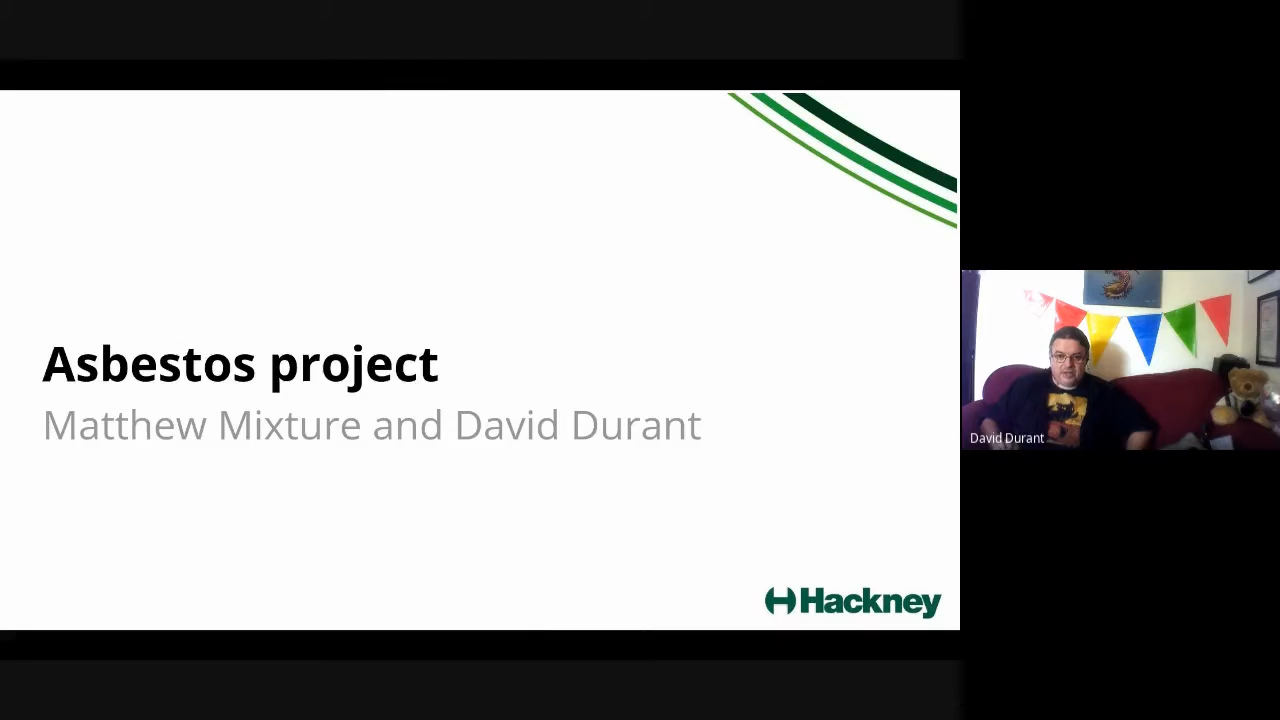 Asbestos project
Matthew Mixture and David Durant
Hackney
David Durant